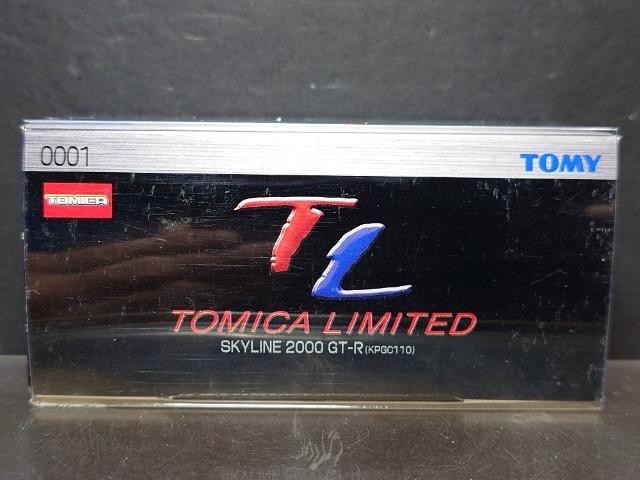 0001
TOMY
TOMICA
TL
TOMICA LIMITED
SKYLINE 2000 GT-R(KPGC110)